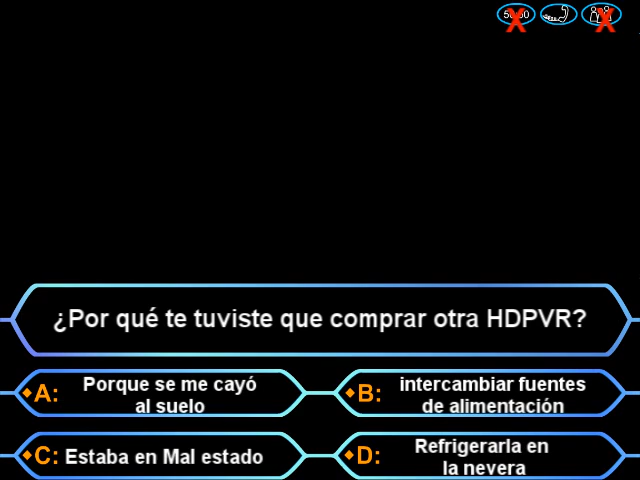 50:50
¿Por qué te tuviste que comprar otra HDPVR?
A: Porque se me cayó
al suelo
B: intercambiar fuentes
de alimentación
C: Estaba en Mal estado
D: Refrigerarla en
la nevera